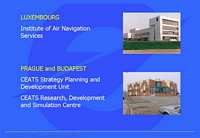 LUXEMBOURG
Institute of Air Navigation
Services
PRAGUE and BUDAPEST
CEATS Strategy Planning and
Development Unit
CEATS Research, Development
and Simulation Centre